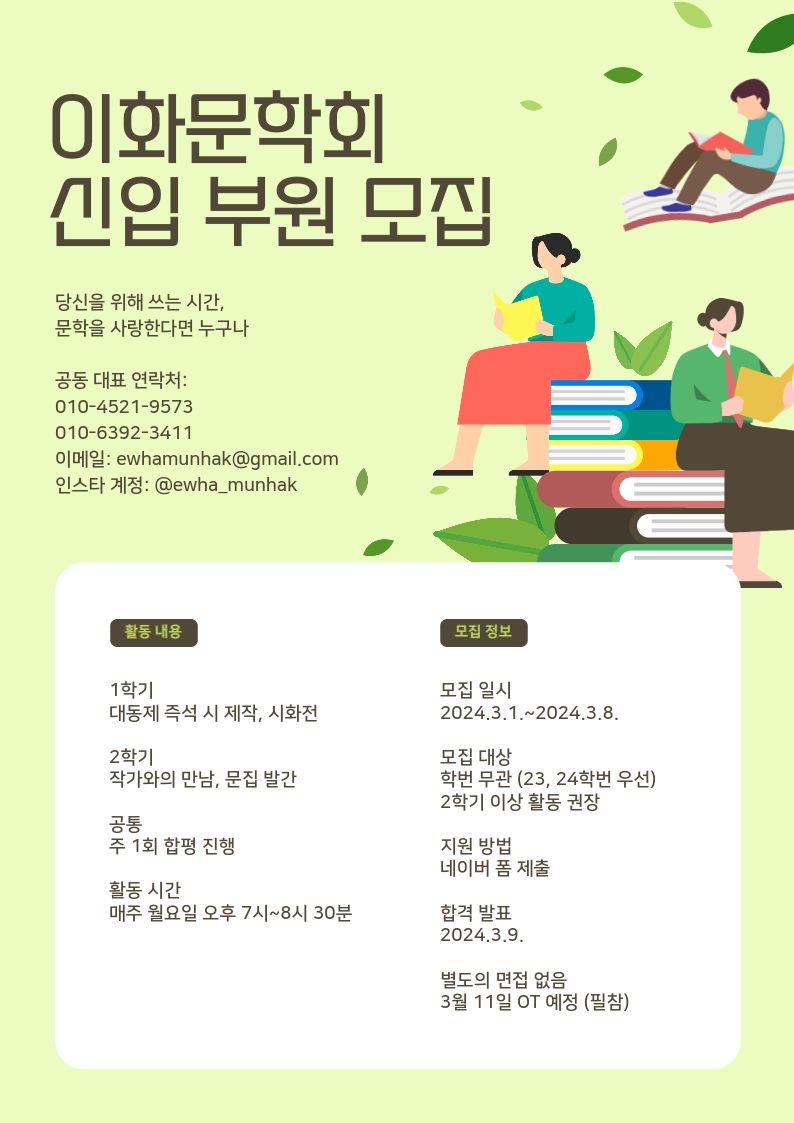 이화문학회
신입 부원 모집
당신을 위해 쓰는 시간,
문학을 사랑한다면 누구나
공동 대표 연락처:
010-4521-9573
010-6392-3411
이메일: ewhamunhak@gmail.com
인스타 계정: @ewha_munhak
활동 내용
1학기
대동제 즉석 시 제작, 시화전
2학기
작가와의 만남, 문집 발간
공통
주 1회 합평 진행
활동 시간
매주 월요일 오후 7시~8시 30분
모집 정보
모집 일시
2024.3.1.~2024.3.8.
모집 대상
학번 무관 (23, 24학번 우선)
2학기 이상 활동 권장
지원 방법
네이버 폼 제출
합격 발표
2024.3.9.
별도의 면접 없음
3월 11일 OT 예정 (필참)